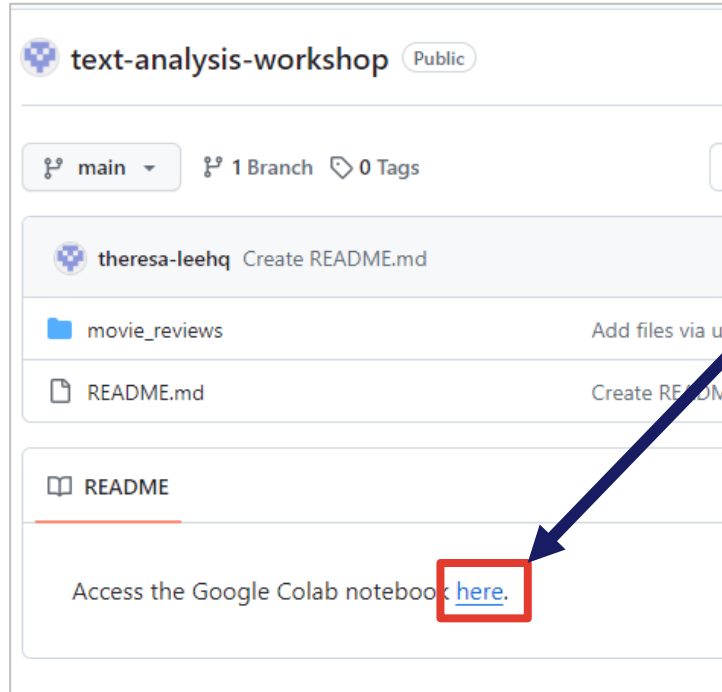 text-analysis-workshop Public
main 1 Branch 0 Tags
theresa-leehq Create README.md
movie_reviews Add files via
README.md Create
README
Access the Google Colab notebook here.